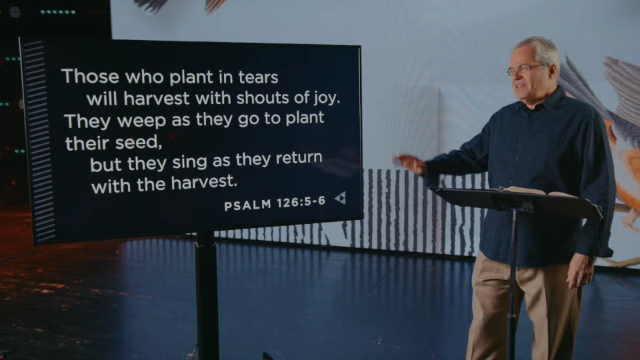 Those who plant in tears
will harvest with shouts of joy.
They weep as they go to plant
their seed,
but they sing as they return
with the harvest.
PSALM 126:5-6